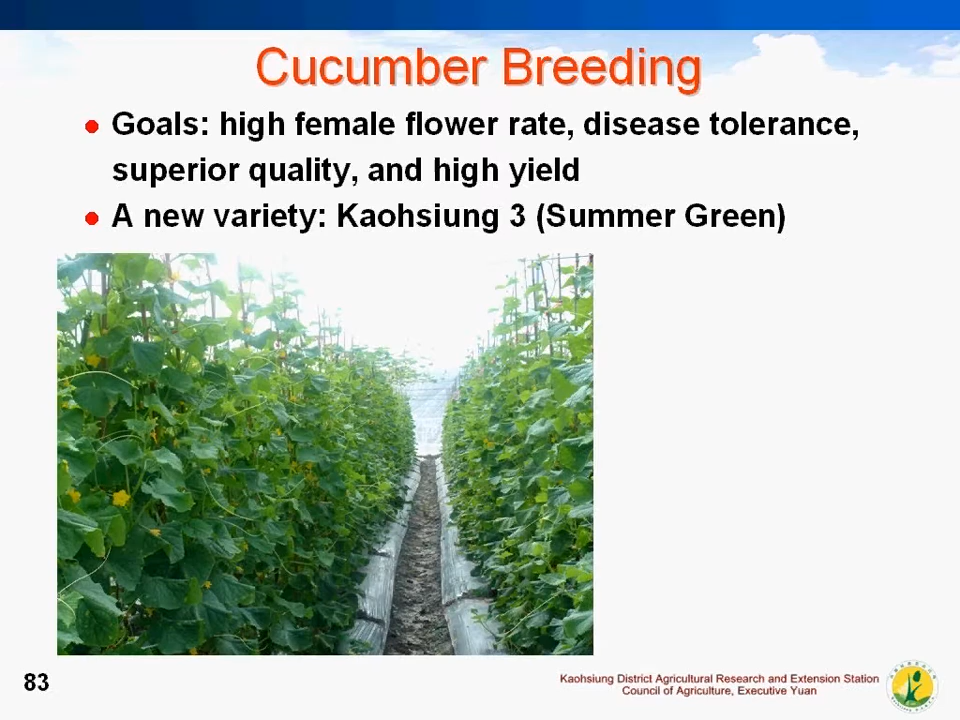 Cucumber Breeding
● Goals: high female flower rate, disease tolerance,
superior quality, and high yield
● A new variety: Kaohsiung 3 (Summer Green)
83
Kaohsiung District Agricultural Research and Extension Station
Council of Agriculture, Executive Yuan